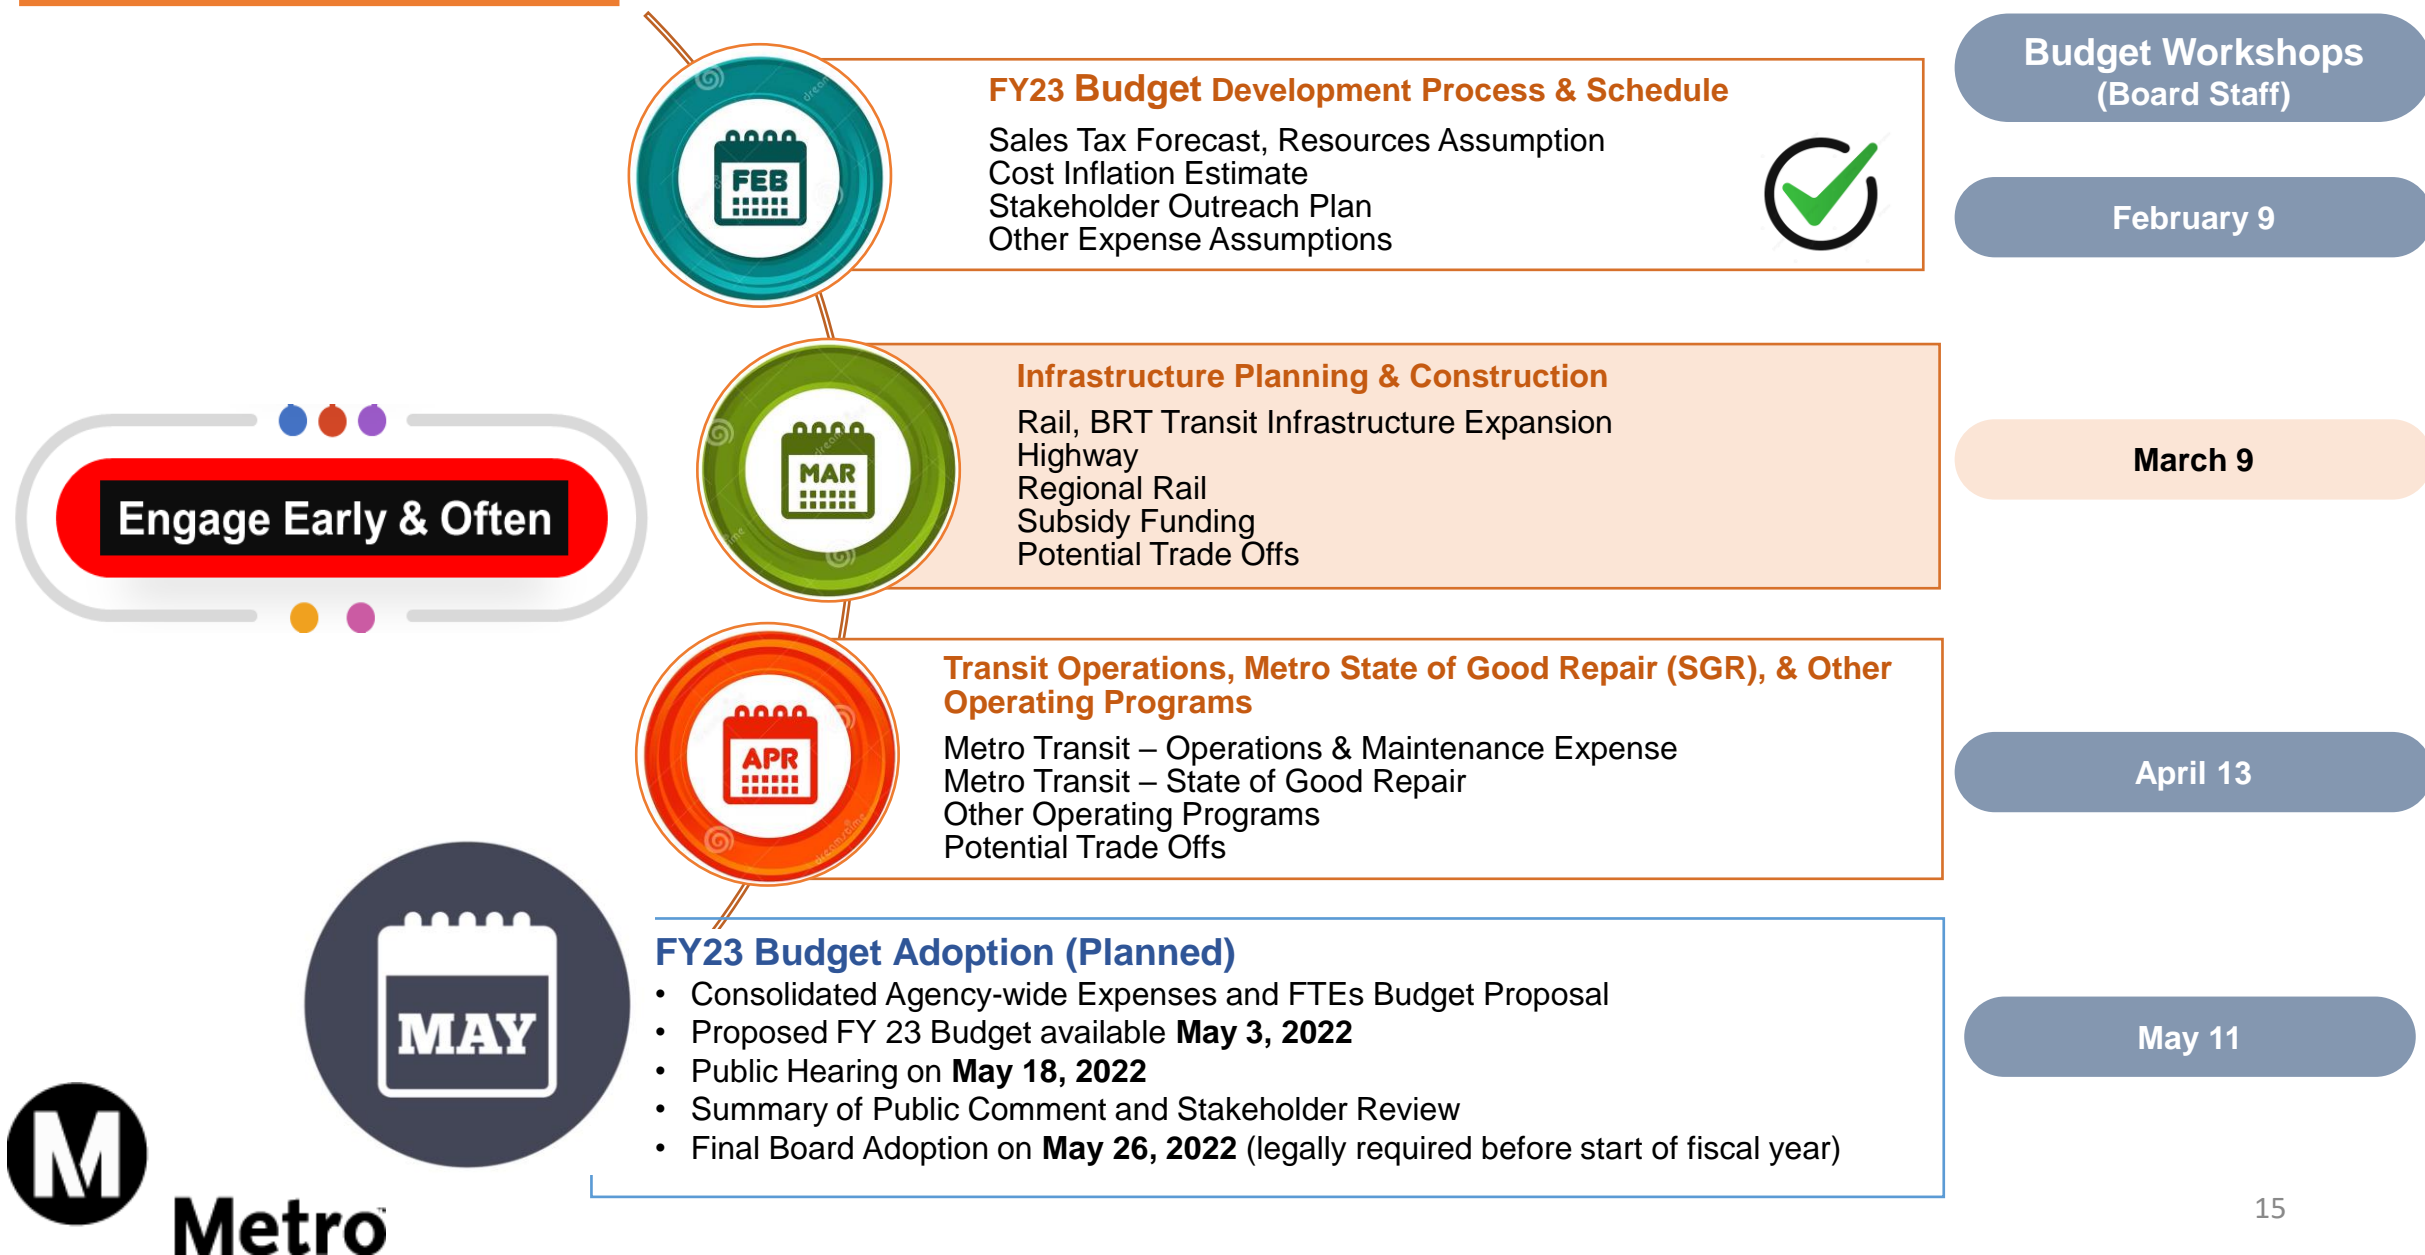 FEB
FY23 Budget Development Process & Schedule
Sales Tax Forecast, Resources Assumption
Cost Inflation Estimate
Stakeholder Outreach Plan
Other Expense Assumptions
Budget Workshops
(Board Staff)
February 9
MAR
Infrastructure Planning & Construction
Rail, BRT Transit Infrastructure Expansion
Highway
Regional Rail
Subsidy Funding
Potential Trade Offs
March 9
Engage Early & Often
APR
Transit Operations, Metro State of Good Repair (SGR), & Other
Operating Programs
Metro Transit – Operations & Maintenance Expense
Metro Transit – State of Good Repair
Other Operating Programs
Potential Trade Offs
April 13
MAY
FY23 Budget Adoption (Planned)
• Consolidated Agency-wide Expenses and FTEs Budget Proposal
• Proposed FY 23 Budget available May 3, 2022
• Public Hearing on May 18, 2022
• Summary of Public Comment and Stakeholder Review
• Final Board Adoption on May 26, 2022 (legally required before start of fiscal year)
May 11
M
Metro
15